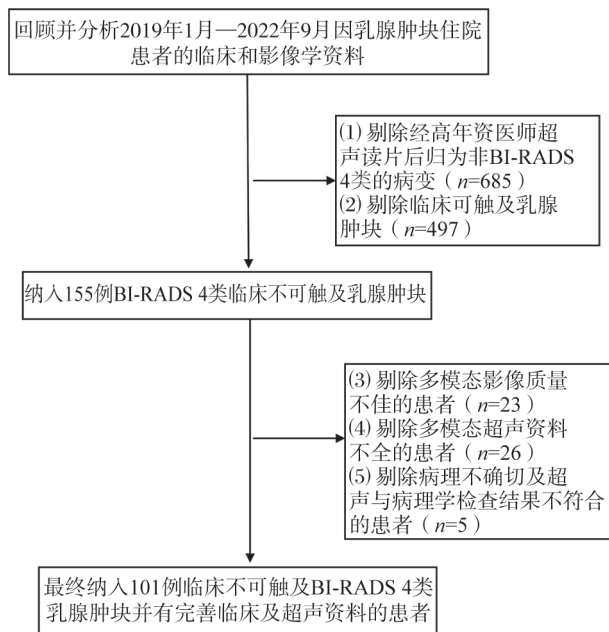 回顾并分析2019年1月—2022年9月因乳腺肿块住院
患者的临床和影像学资料
(1) 剔除经高年资医师超
声读片后归为非BI-RADS
4类的病变（n=685）
(2) 剔除临床可触及乳腺
肿块（n=497）
纳入155例BI-RADS 4类临床不可触及乳腺肿块
(3) 剔除多模态影像质量
不佳的患者（n=23）
(4) 剔除多模态超声资料
不全的患者（n=26）
(5) 剔除病理不确切及超
声与病理学检查结果不符合
的患者（n=5）
最终纳入101例临床不可触及BI-RADS 4类
乳腺肿块并有完善临床及超声资料的患者